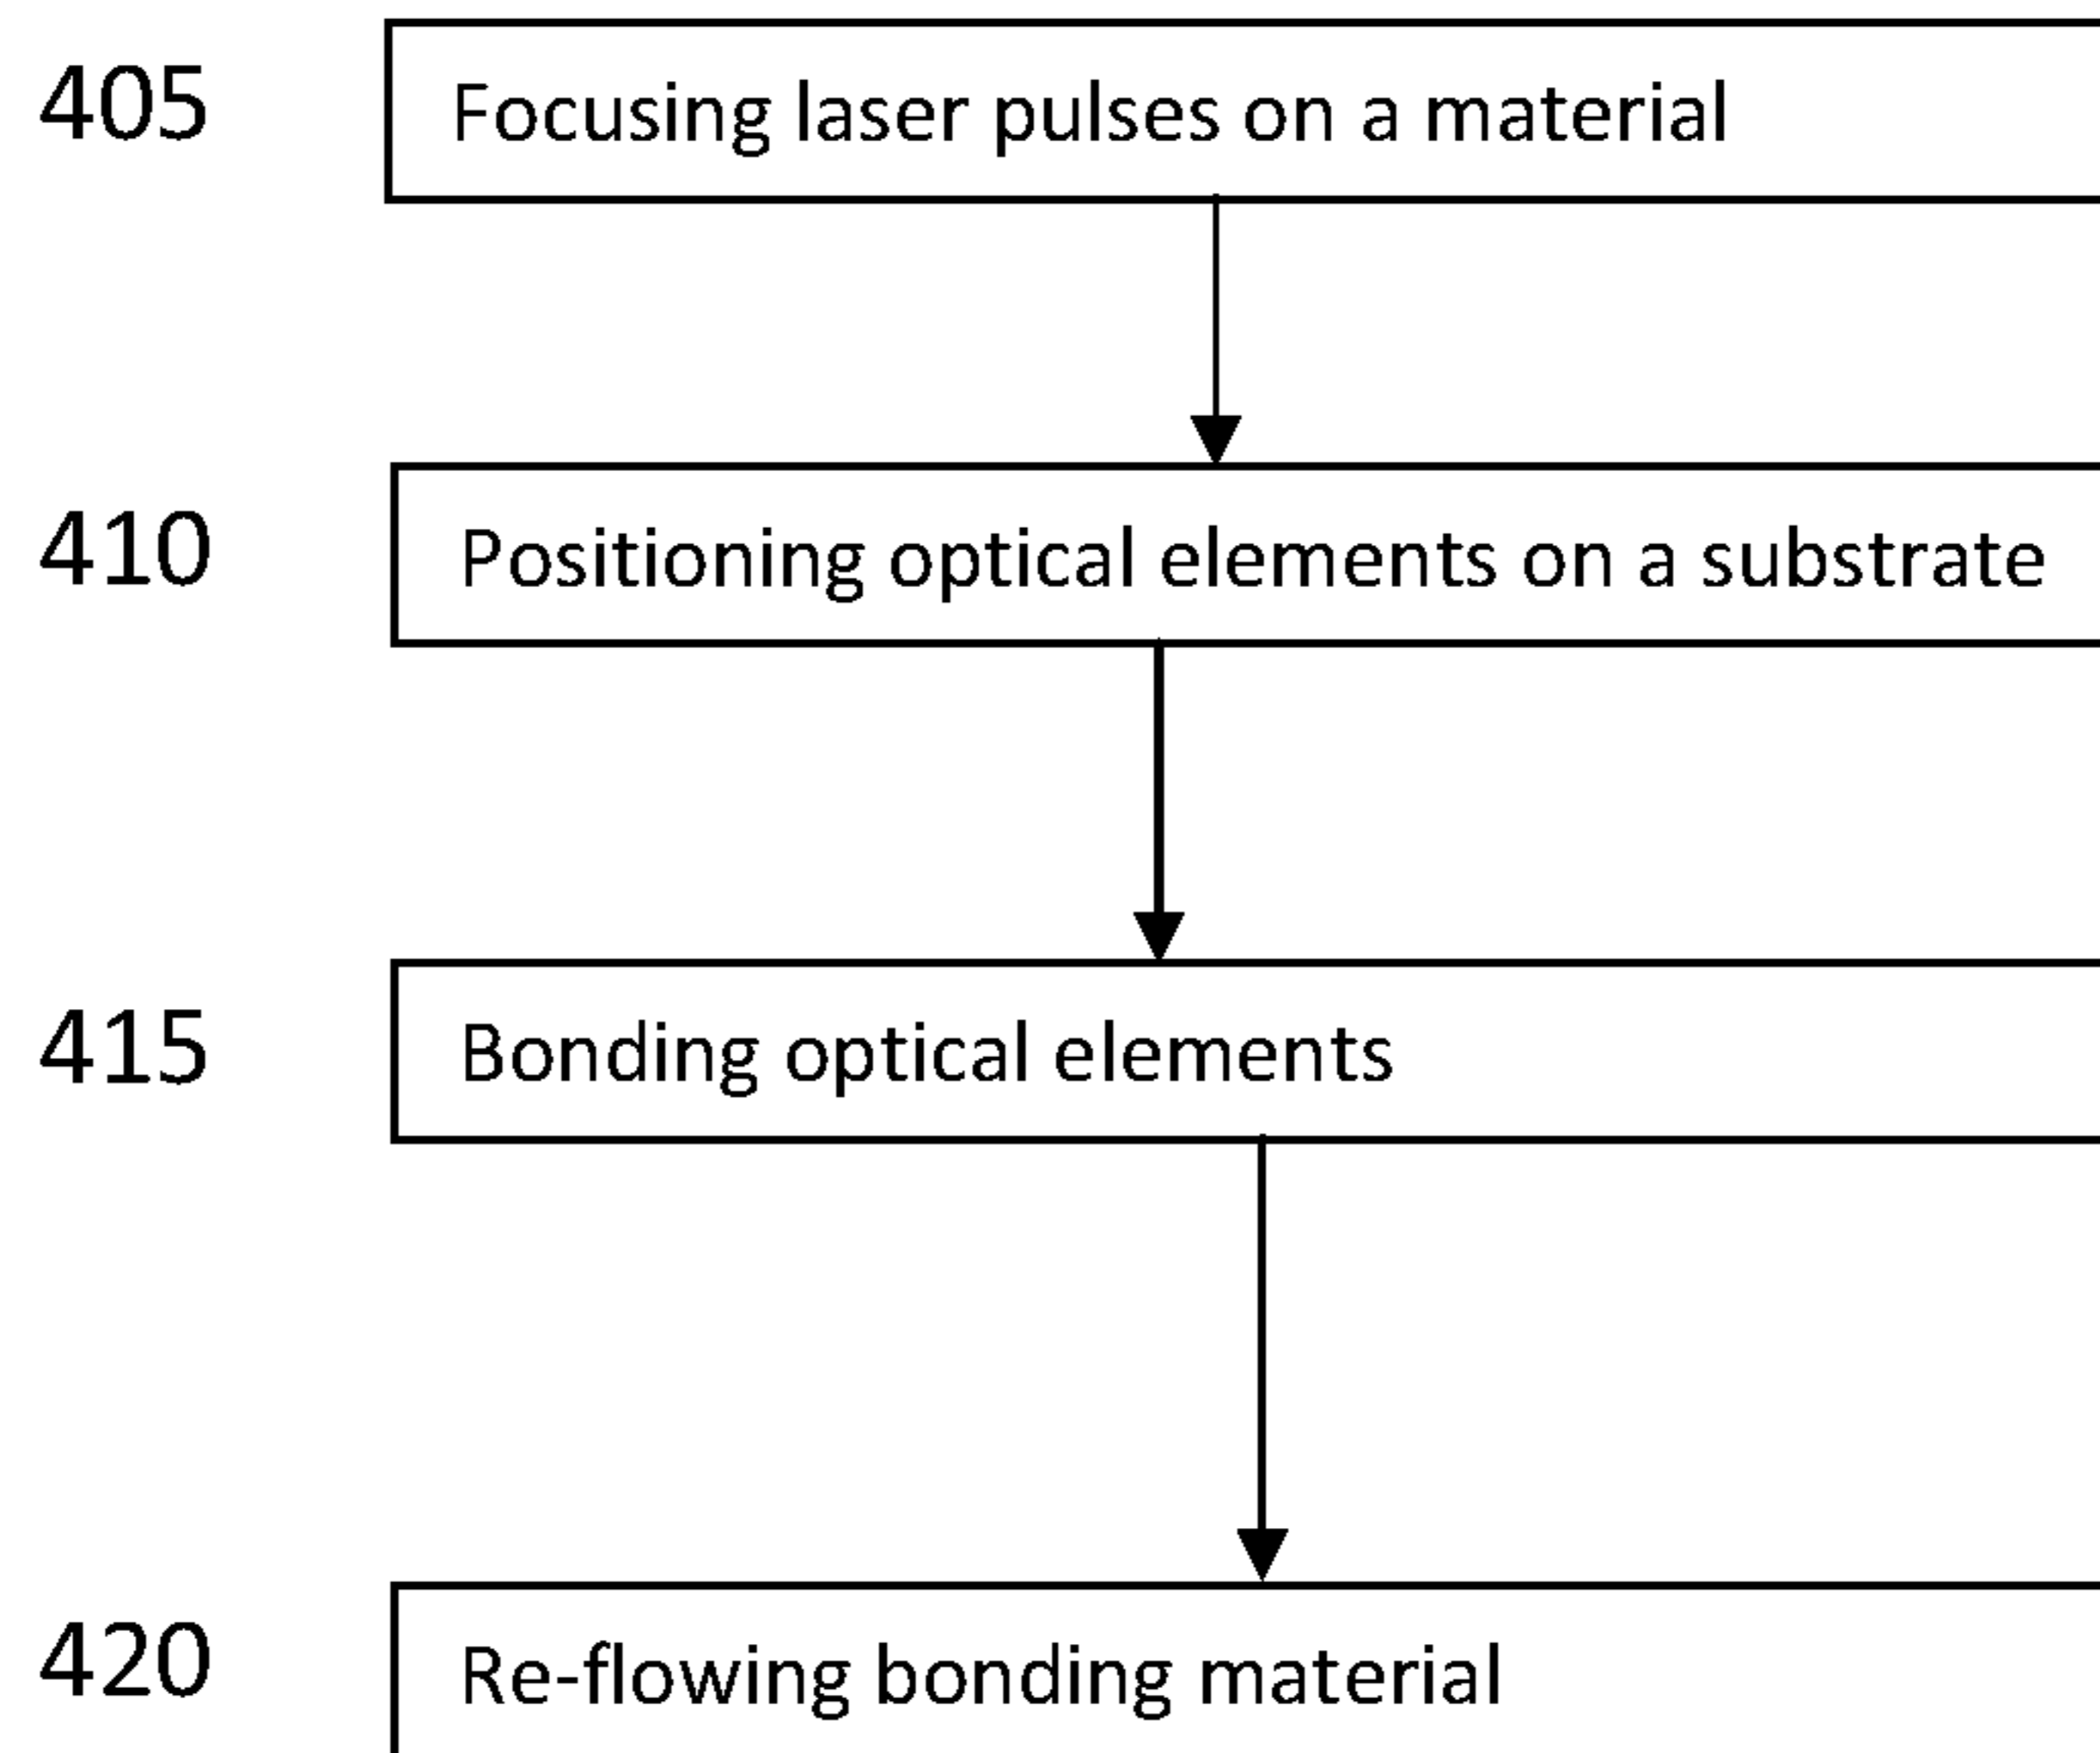 405 Focusing laser pulses on a material
410 Positioning optical elements on a substrate
415 Bonding optical elements
420 Re-flowing bonding material